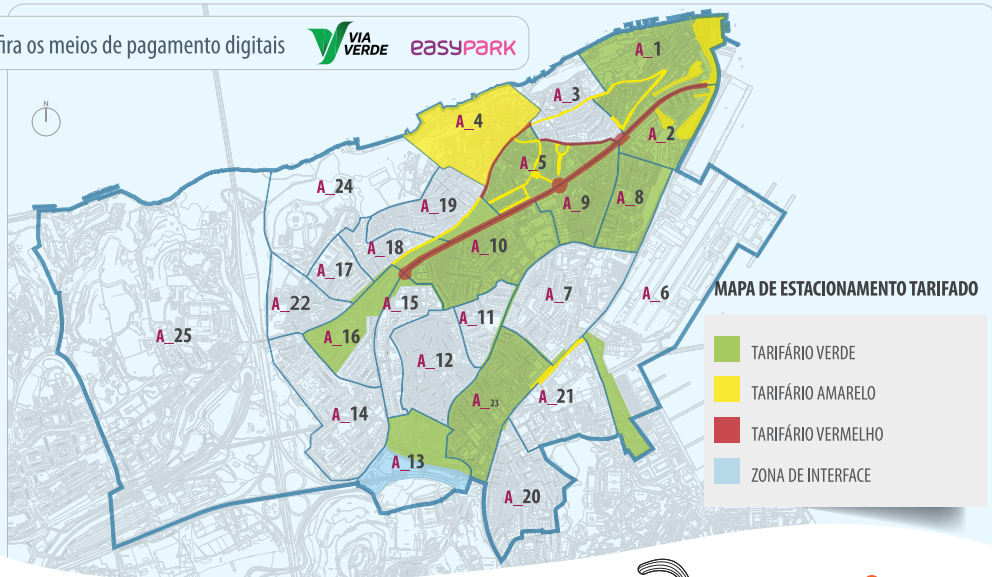 fira os meios de pagamento digitais
VIA
VERDE
easypark
N
A_1
A_3
A_4
A_2
A_5
A_24
A_8
A_19
A_9
A_18
A_10
A_17
A_7
A_6
A_22
A_15
A_11
A_25
A_16
A_12
A_21
A_23
A_14
A_13
A_20
MAPA DE ESTACIONAMENTO TARIFADO
TARIFÁRIO VERDE
TARIFÁRIO AMARELO
TARIFÁRIO VERMELHO
ZONA DE INTERFACE